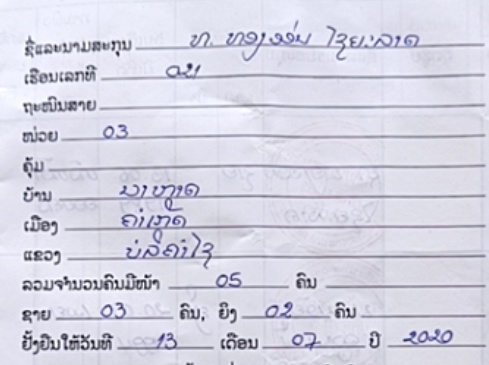 ຊື່ແລະນາມສະກຸນ ທ. ທອງເງິນ ໄຊຍະລາດ
ເຮືອນເລກທີ 021
ຖະໜົນສາຍ
ໜ່ວຍ 03
ຄຸ້ມ
ບ້ານ ນາຫາດ
ເມືອງ ຄຳເກີດ
ແຂວງ ບໍລິຄຳໄຊ
ລວມຈຳນວນຄົນມີໜ້າ 05 ຄົນ
ຊາຍ 03 ຄົນ, ຍິງ 02 ຄົນ
ຢັ້ງຢືນໃຫ້ວັນທີ 13 ເດືອນ 07 ປີ 2020